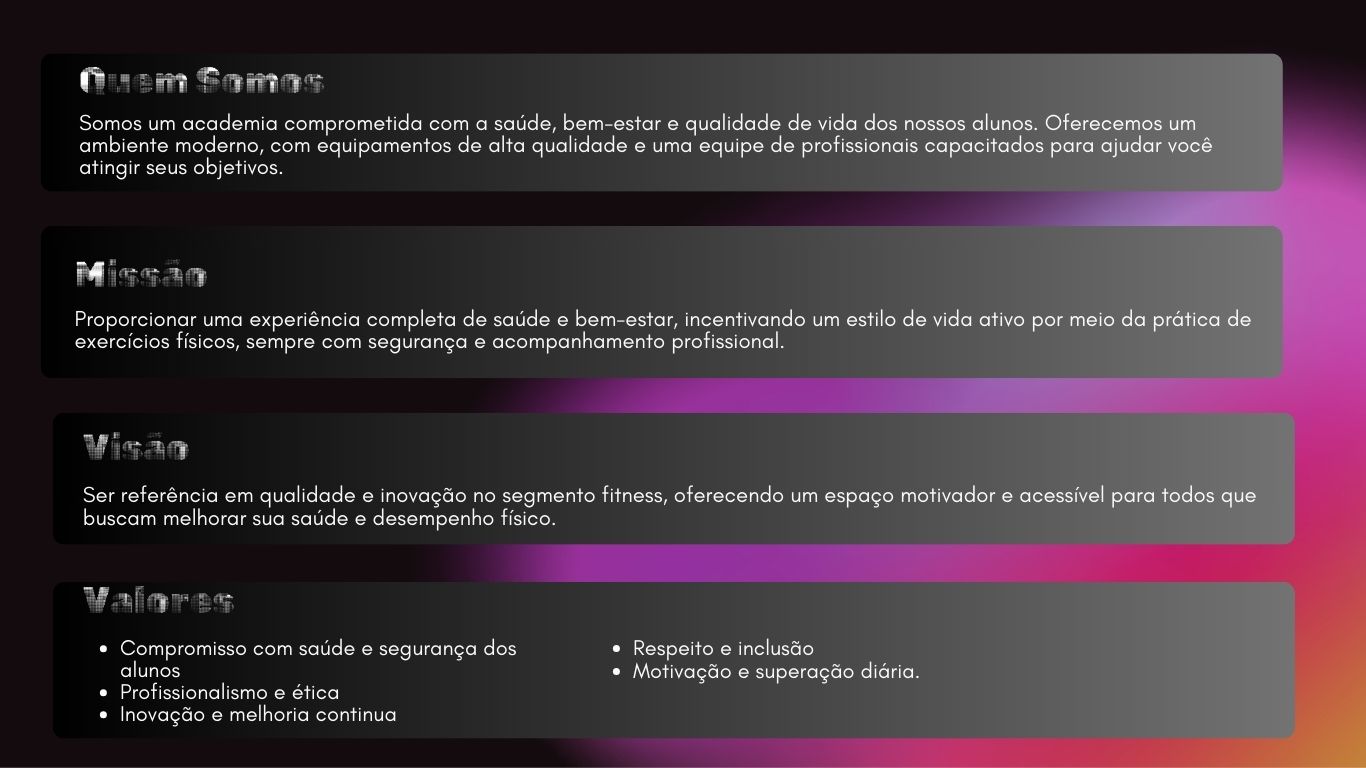 Quem Somos
Somos um academia comprometida com a saúde, bem-estar e qualidade de vida dos nossos alunos. Oferecemos um
ambiente moderno, com equipamentos de alta qualidade e uma equipe de profissionais capacitados para ajudar você
atingir seus objetivos.
Missão
Proporcionar uma experiência completa de saúde e bem-estar, incentivando um estilo de vida ativo por meio da prática de
exercícios físicos, sempre com segurança e acompanhamento profissional.
Visão
Ser referência em qualidade e inovação no segmento fitness, oferecendo um espaço motivador e acessível para todos que
buscam melhorar sua saúde e desempenho físico.
Valores
• Compromisso com saúde e segurança dos
alunos
• Profissionalismo e ética
• Inovação e melhoria continua
• Respeito e inclusão
• Motivação e superação diária.